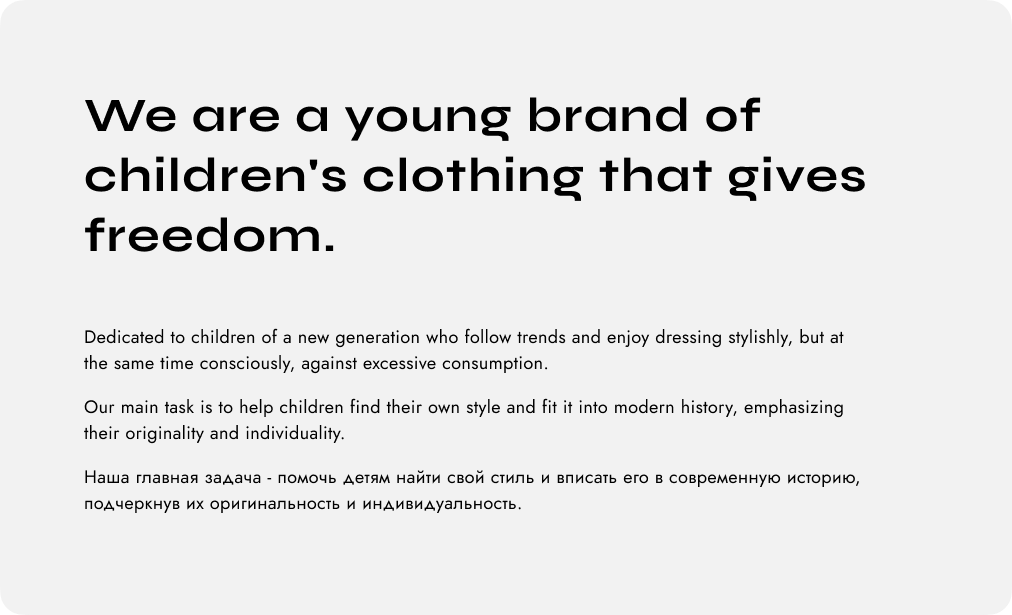 We are a young brand of
children's clothing that gives
freedom.
Dedicated to children of a new generation who follow trends and enjoy dressing stylishly, but at
the same time consciously, against excessive consumption.
Our main task is to help children find their own style and fit it into modern history, emphasizing
their originality and individuality.
Наша главная задача - помочь детям найти свой стиль и вписать его в современную историю,
подчеркнув их оригинальность и индивидуальность.